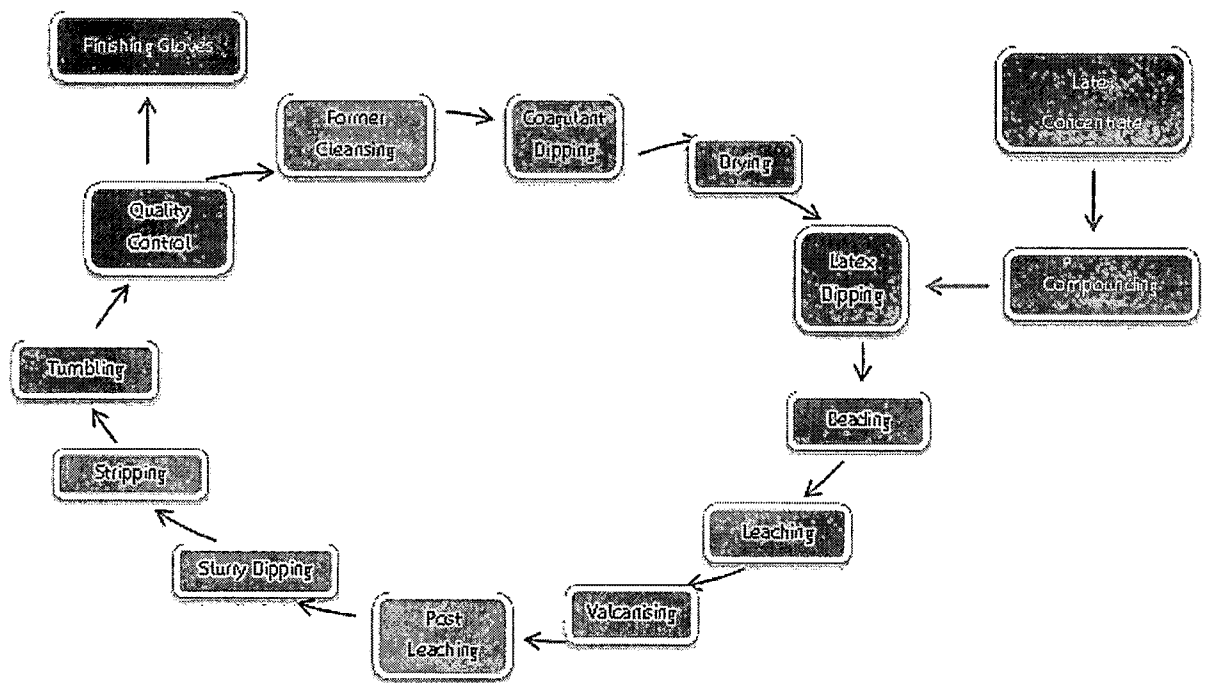 Finishing Gloves
Former
Cleansing
Coagulant
Dipping
Drying
Latex
Concentrate
Quality
Control
Latex
Dipping
Compounding
Tumbling
Beading
Stripping
Leaching
Slurry Dipping
Valcanising
Post
Leaching